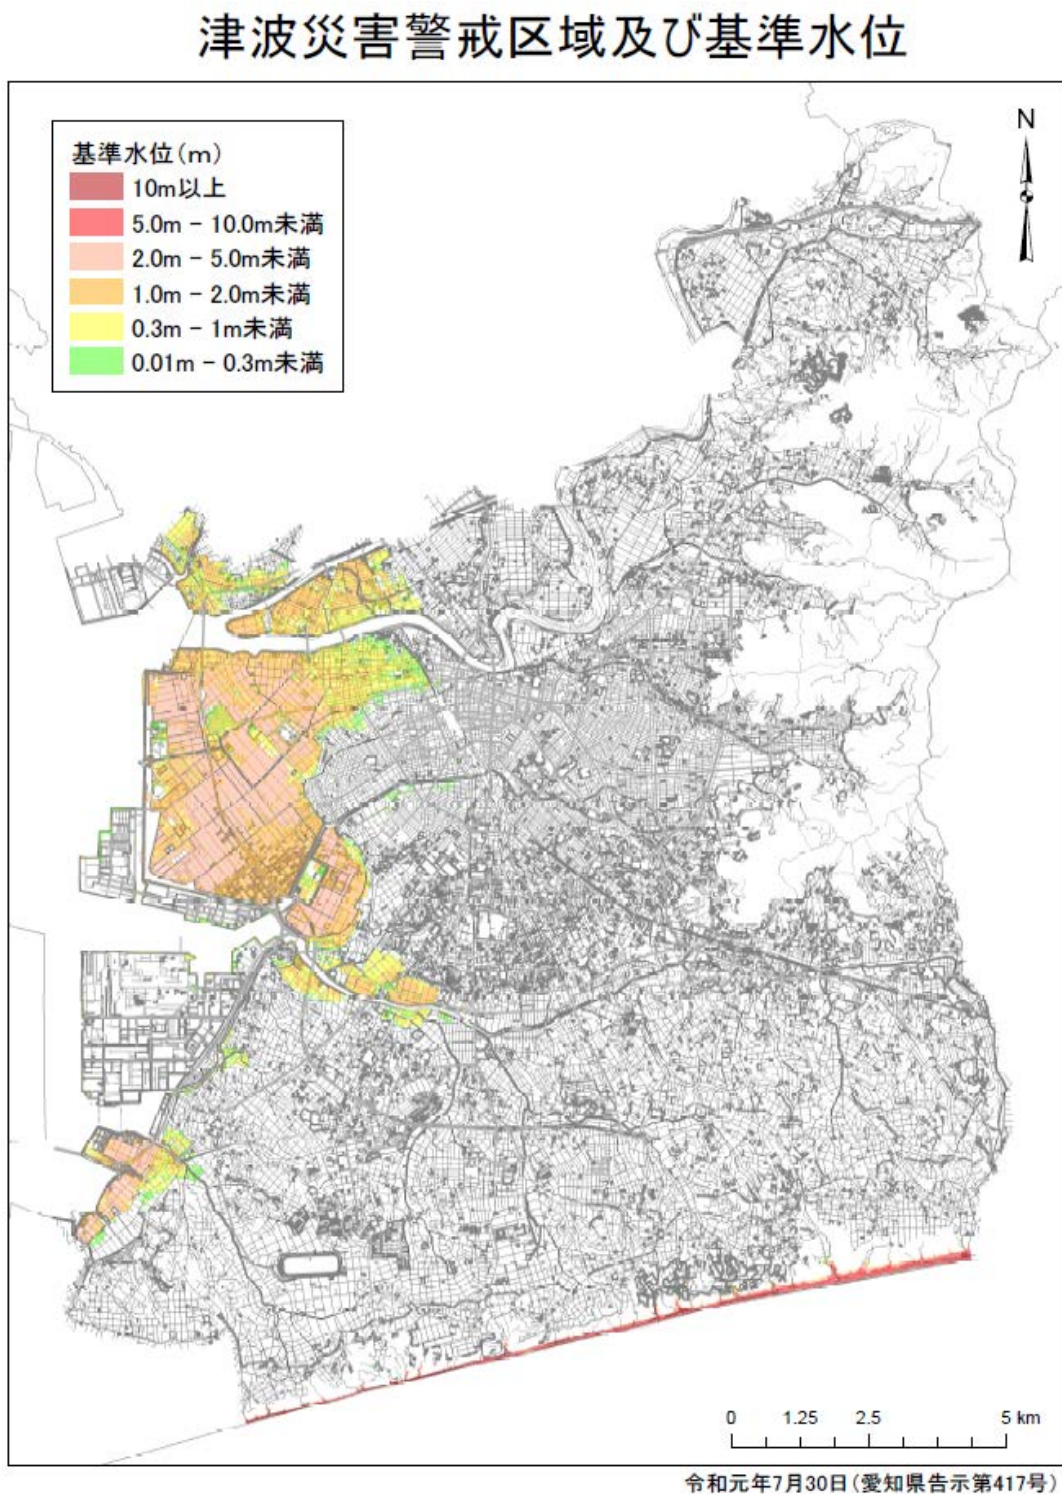 津波災害警戒区域及び基準水位
基準水位(m)
10m以上
5.0m - 10.0m未満
2.0m - 5.0m未満
1.0m - 2.0m未満
0.3m - 1m未満
0.01m - 0.3m未満
N
0 1.25 2.5 5 km
令和元年7月30日(愛知県告示第417号)